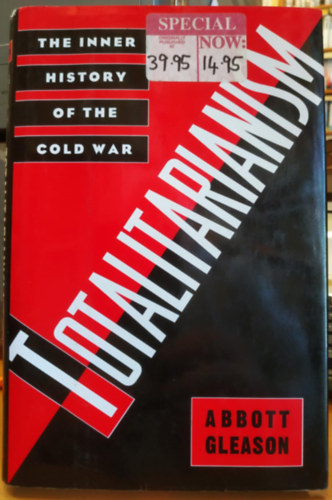 SPECIAL
NOW:
39.95
14.95
THE INNER
HISTORY
OF THE
COLD WAR
TOTALITARIANISM
ABBOTT
GLEASON